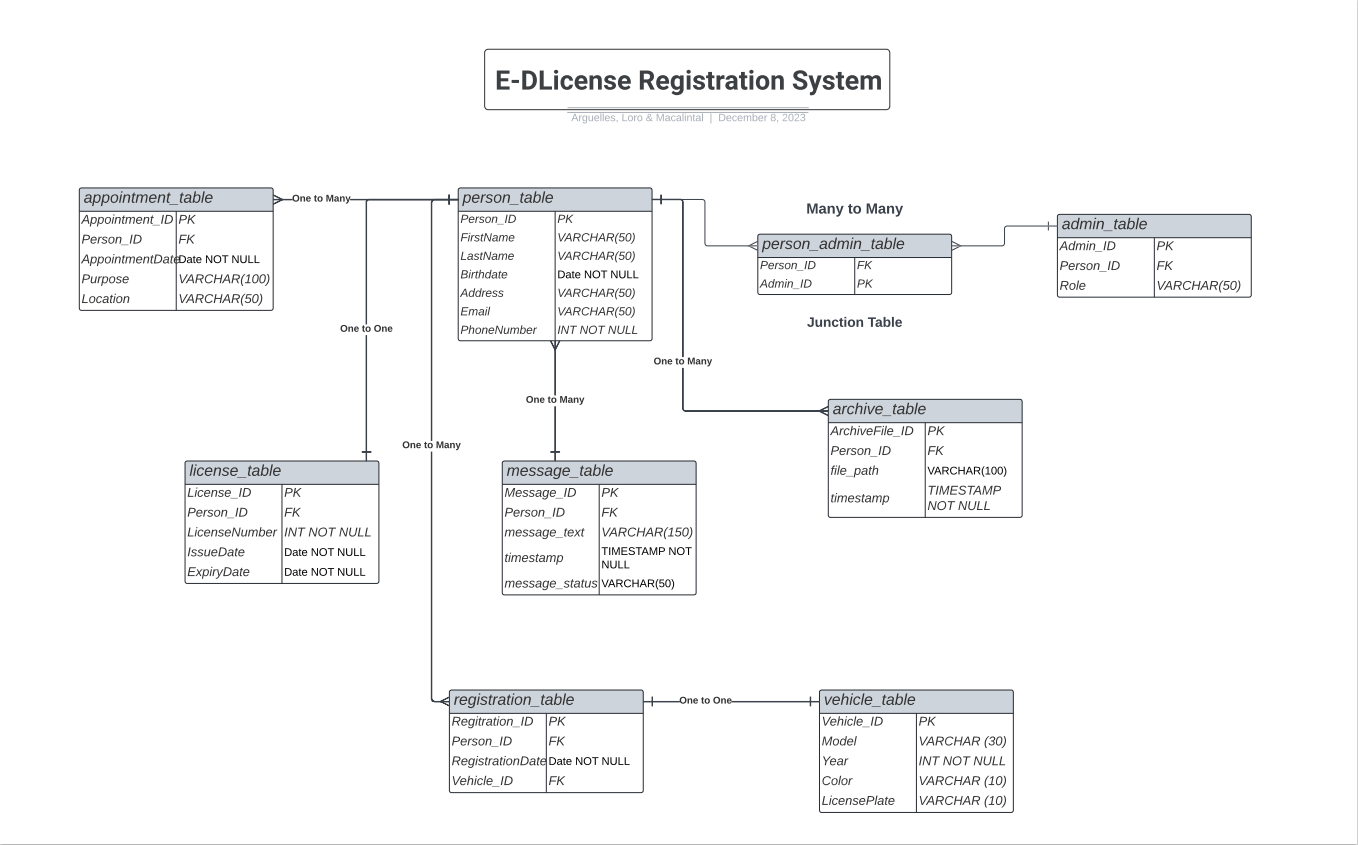 E-DLicense Registration System
Arguelles, Loro & Macalintal | December 8, 2023
appointment_table
Appointment_ID PK
Person_ID FK
AppointmentDate Date NOT NULL
Purpose VARCHAR(100)
Location VARCHAR(50)
One to Many
person_table
Person_ID PK
FirstName VARCHAR(50)
LastName VARCHAR(50)
Birthdate Date NOT NULL
Address VARCHAR(50)
Email VARCHAR(50)
PhoneNumber INT NOT NULL
Many to Many
person_admin_table
Person_ID FK
Admin_ID PK
Junction Table
admin_table
Admin_ID PK
Person_ID FK
Role VARCHAR(50)
One to One
One to Many
One to Many
One to Many
archive_table
ArchiveFile_ID PK
Person_ID FK
file_path VARCHAR(100)
timestamp TIMESTAMP
NOT NULL
license_table
License_ID PK
Person_ID FK
LicenseNumber INT NOT NULL
IssueDate Date NOT NULL
ExpiryDate Date NOT NULL
message_table
Message_ID PK
Person_ID FK
message_text VARCHAR(150)
timestamp TIMESTAMP NOT
NULL
message_status VARCHAR(50)
registration_table
Regitration_ID PK
Person_ID FK
RegistrationDate Date NOT NULL
Vehicle_ID FK
One to One
vehicle_table
Vehicle_ID PK
Model VARCHAR (30)
Year INT NOT NULL
Color VARCHAR (10)
LicensePlate VARCHAR (10)